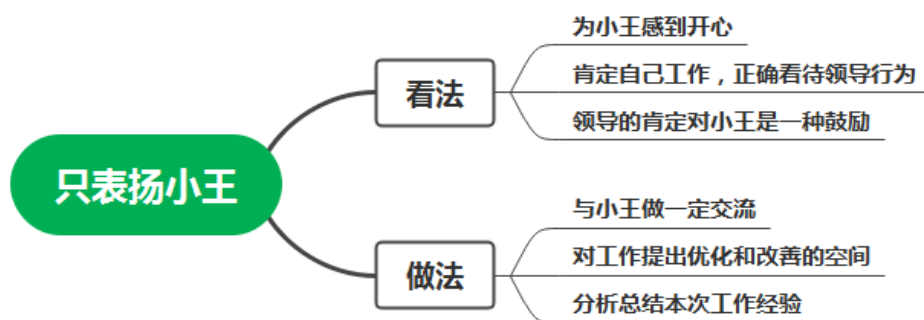 只表扬小王
看法
为小王感到开心
肯定自己工作，正确看待领导行为
领导的肯定对小王是一种鼓励
做法
与小王做一定交流
对工作提出优化和改善的空间
分析总结本次工作经验